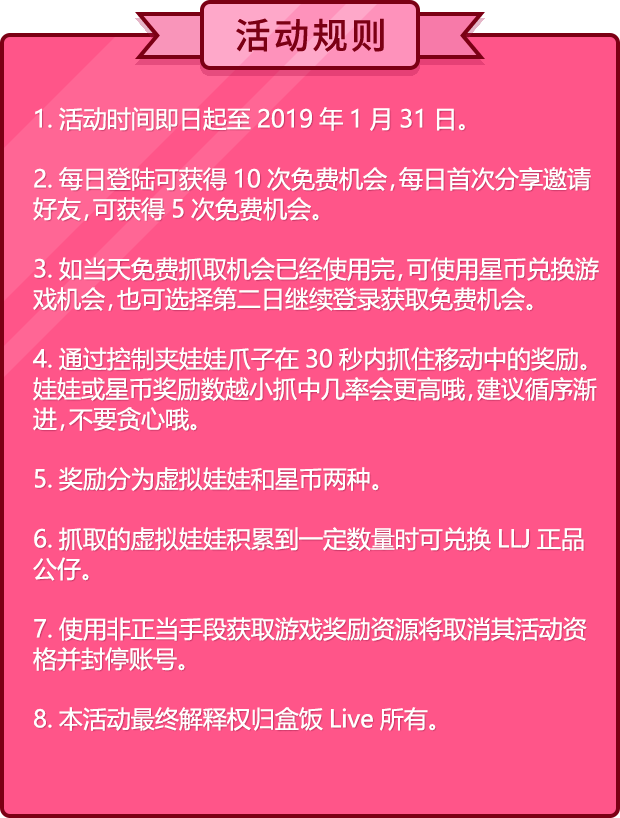 活动规则
1. 活动时间即日起至 2019 年 1 月 31 日。
2. 每日登陆可获得 10 次免费机会，每日首次分享邀请
好友，可获得 5 次免费机会。
3. 如当天免费抓取机会已经使用完，可使用星币兑换游
戏机会，也可选择第二日继续登录获取免费机会。
4. 通过控制夹娃娃爪子在 30 秒内抓住移动中的奖励。
娃娃或星币奖励数越小抓中几率会更高哦，建议循序渐
进，不要贪心哦。
5. 奖励分为虚拟娃娃和星币两种。
6. 抓取的虚拟娃娃积累到一定数量时可兑换 LLJ 正品
公仔。
7. 使用非正当手段获取游戏奖励资源将取消其活动资
格并封停账号。
8. 本活动最终解释权归盒饭 Live 所有。